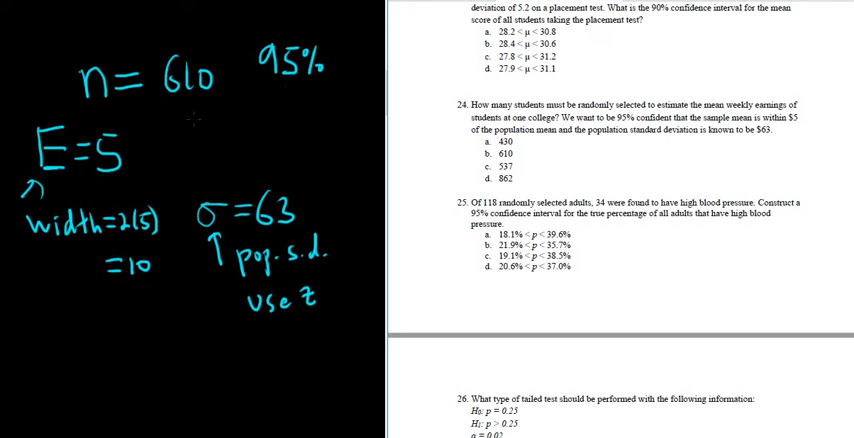 n = 610 95%
E = 5
width = 2(5)
= 10
σ = 63
pop. s.d.
use z
deviation of 5.2 on a placement test. What is the 90% confidence interval for the mean
score of all students taking the placement test?
a. 28.2 < μ < 30.8
b. 28.4 < μ < 30.6
c. 27.8 < μ < 31.2
d. 27.9 < μ < 31.1
24. How many students must be randomly selected to estimate the mean weekly earnings of
students at one college? We want to be 95% confident that the sample mean is within $5
of the population mean and the population standard deviation is known to be $63.
a. 430
b. 610
c. 537
d. 862
25. Of 118 randomly selected adults, 34 were found to have high blood pressure. Construct a
95% confidence interval for the true percentage of all adults that have high blood
pressure.
a. 18.1% < p < 39.6%
b. 21.9% < p < 35.7%
c. 19.1% < p < 38.5%
d. 20.6% < p < 37.0%
26. What type of tailed test should be performed with the following information:
H₀: p = 0.25
H₁: p > 0.25
α = 0.02